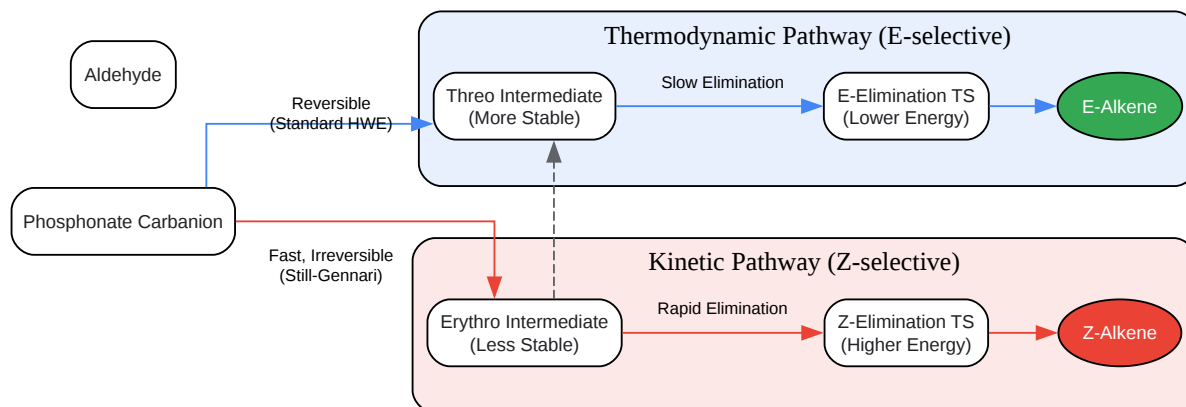 Thermodynamic Pathway (E-selective)
Aldehyde
Reversible
(Standard HWE)
Threo Intermediate
(More Stable)
Slow Elimination
E-Elimination TS
(Lower Energy)
E-Alkene
Phosphonate Carbanion
Fast, Irreversible
(Still-Gennari)
Kinetic Pathway (Z-selective)
Erythro Intermediate
(Less Stable)
Rapid Elimination
Z-Elimination TS
(Higher Energy)
Z-Alkene